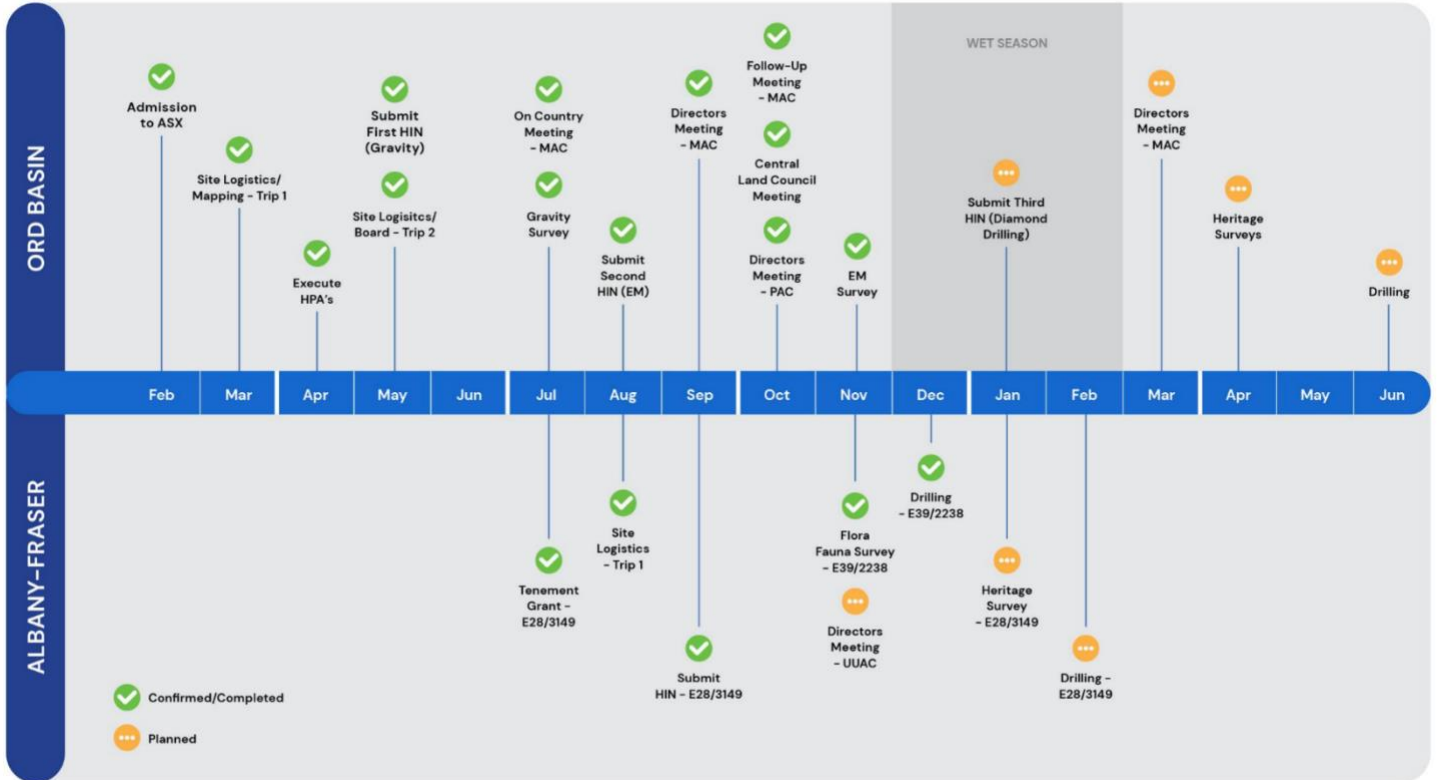 ORD BASIN
WET SEASON
Admission
to ASX
Site Logistics/
Mapping - Trip 1
Execute
HPA's
Submit
First HIN
(Gravity)
Site Logisitcs/
Board - Trip 2
On Country
Meeting
- MAC
Gravity
Survey
Submit
Second
HIN (EM)
Directors
Meeting
- MAC
Follow-Up
Meeting
- MAC
Central
Land Council
Meeting
Directors
Meeting
- PAC
EM
Survey
Submit Third
HIN (Diamond
Drilling)
Directors
Meeting
- MAC
Heritage
Surveys
Drilling
Feb Mar Apr May Jun Jul Aug Sep Oct Nov Dec Jan Feb Mar Apr May Jun
ALBANY-FRASER
Tenement
Grant -
E28/3149
Site
Logistics
- Trip 1
Submit
HIN - E28/3149
Flora
Fauna Survey
- E39/2238
Directors
Meeting
- UUAC
Drilling
- E39/2238
Heritage
Survey
- E28/3149
Drilling -
E28/3149
Confirmed/Completed
Planned